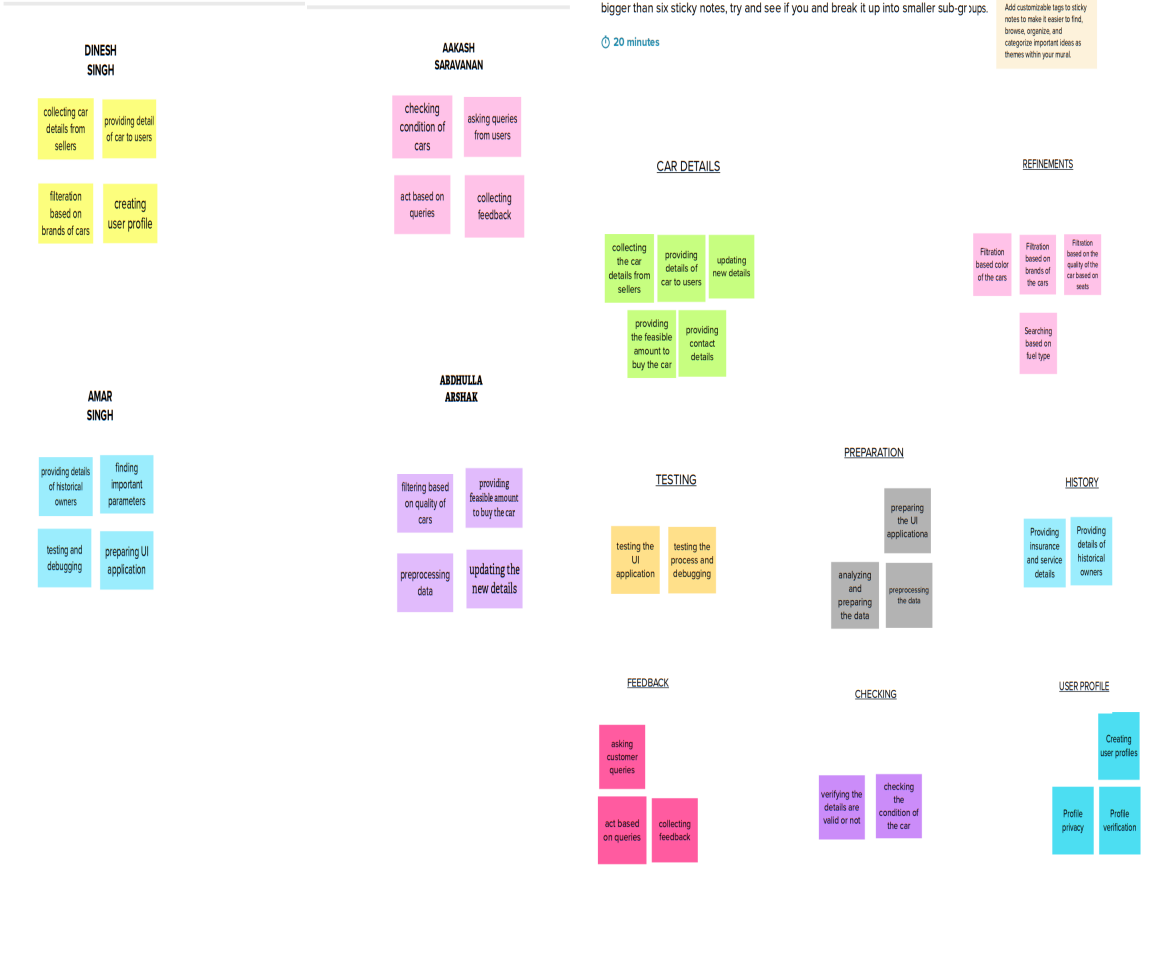 DINESH
SINGH
collecting car
details from
sellers
providing detail
of car to users
filteration
based on
brands of cars
creating
user profile
AAKASH
SARAVANAN
checking
condition of
cars
asking queries
from users
act based on
queries
collecting
feedback
AMAR
SINGH
providing details
of historical
owners
finding
important
parameters
testing and
debugging
preparing UI
application
ABDHULLA
ARSHAK
filtering based
on quality of
cars
providing
feasible amount
to buy the car
preprocessing
data
updating the
new details
bigger than six sticky notes, try and see if you and break it up into smaller sub-groups.
20 minutes
Add customizable tags to sticky
notes to make it easier to find,
browse, organize, and
categorize important ideas as
themes within your mural.
CAR DETAILS
collecting
the car
details from
sellers
providing
details of
car to users
updating
new details
providing
the feasible
amount to
buy the car
providing
contact
details
REFINEMENTS
Filtration
based color
of the cars
Filtration
based on
brands of
the cars
Filtration
based on the
quality of the
car based on
seats
Searching
based on
fuel type
TESTING
testing the
UI
application
testing the
process and
debugging
PREPARATION
preparing
the UI
applicationa
analyzing
and
preparing
the data
preprocessing
the data
HISTORY
Providing
insurance
and service
details
Providing
details of
historical
owners
FEEDBACK
asking
customer
queries
act based
on queries
collecting
feedback
CHECKING
verifying the
details are
valid or not
checking
the
condition of
the car
USER PROFILE
Creating
user profiles
Profile
privacy
Profile
verification